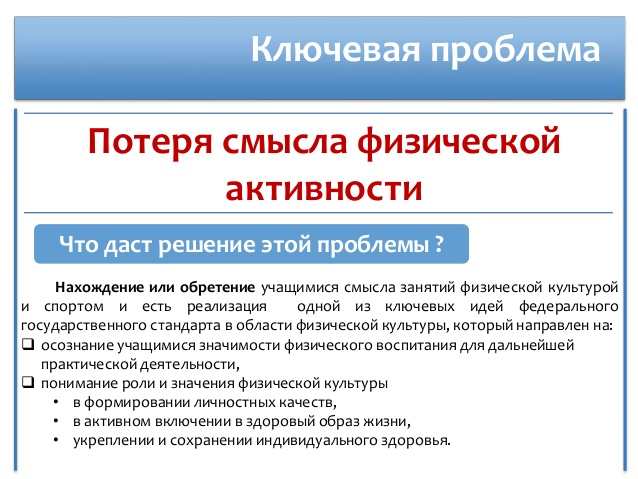 Ключевая проблема
Потеря смысла физической
активности
Что даст решение этой проблемы ?
Нахождение или обретение учащимися смысла занятий физической культурой
и спортом и есть реализация одной из ключевых идей федерального
государственного стандарта в области физической культуры, который направлен на:
❑ осознание учащимися значимости физического воспитания для дальнейшей
практической деятельности,
❑ понимание роли и значения физической культуры
• в формировании личностных качеств,
• в активном включении в здоровый образ жизни,
• укреплении и сохранении индивидуального здоровья.